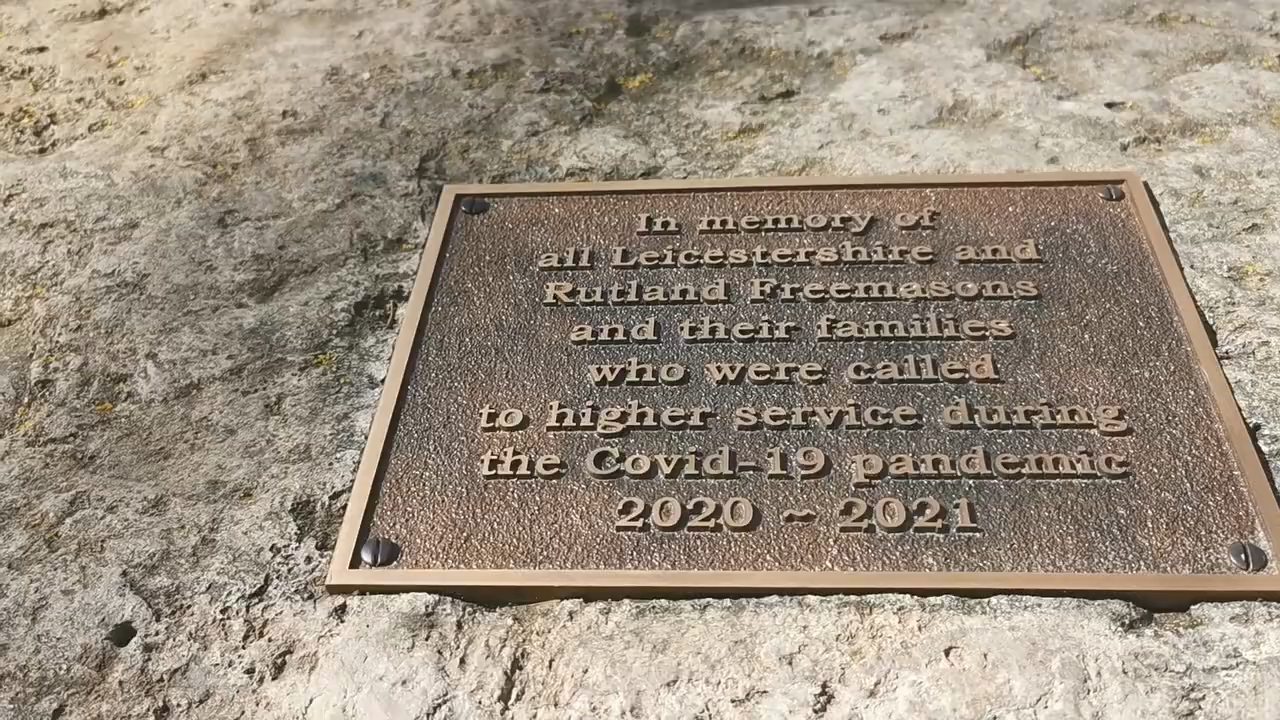 In memory of
all Leicestershire and
Rutland Freemasons
and their families
who were called
to higher service during
the Covid-19 pandemic
2020 ~ 2021